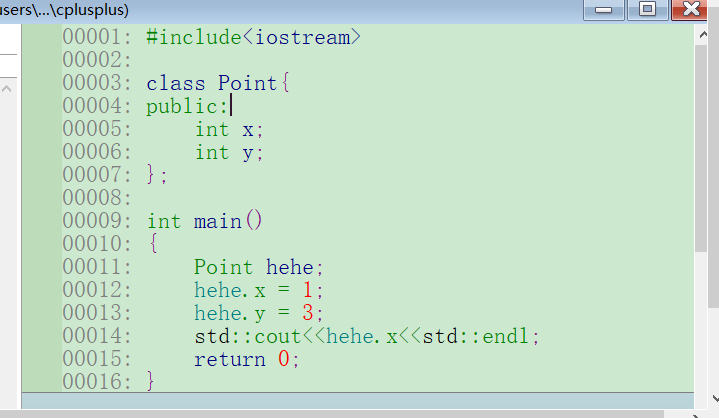 users\...\cplusplus)
00001: #include<iostream>
00002:
00003: class Point{
00004: public:
00005:     int x;
00006:     int y;
00007: };
00008:
00009: int main()
00010: {
00011:     Point hehe;
00012:     hehe.x = 1;
00013:     hehe.y = 3;
00014:     std::cout<<hehe.x<<std::endl;
00015:     return 0;
00016: }